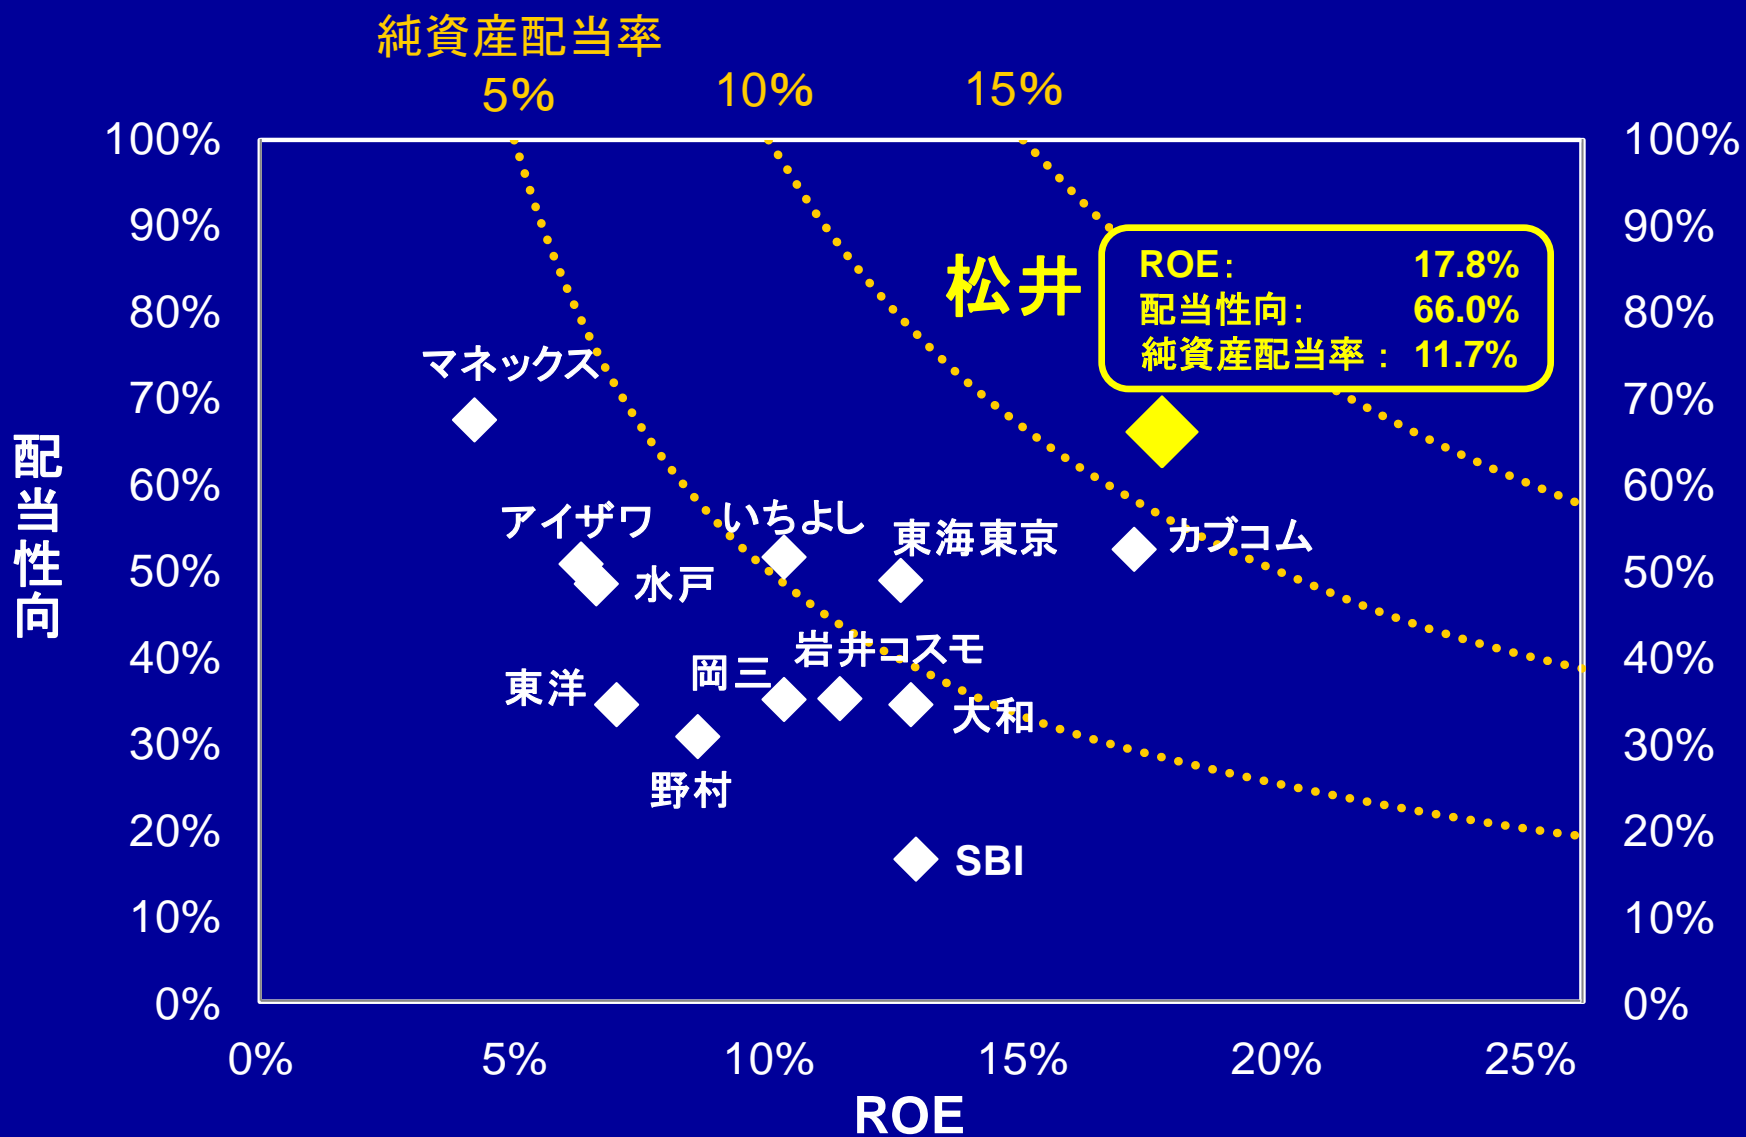 純資産配当率
5%
10%
15%
100%
90%
80%
70%
60%
50%
40%
30%
20%
10%
0%
100%
90%
80%
70%
60%
50%
40%
30%
20%
10%
0%
配当性向
松井
ROE: 17.8%
配当性向: 66.0%
純資産配当率: 11.7%
マネックス
アイザワ
いちよし
東海東京
カブコム
水戸
岩井コスモ
岡三
東洋
大和
野村
SBI
0%
5%
10%
15%
20%
25%
ROE